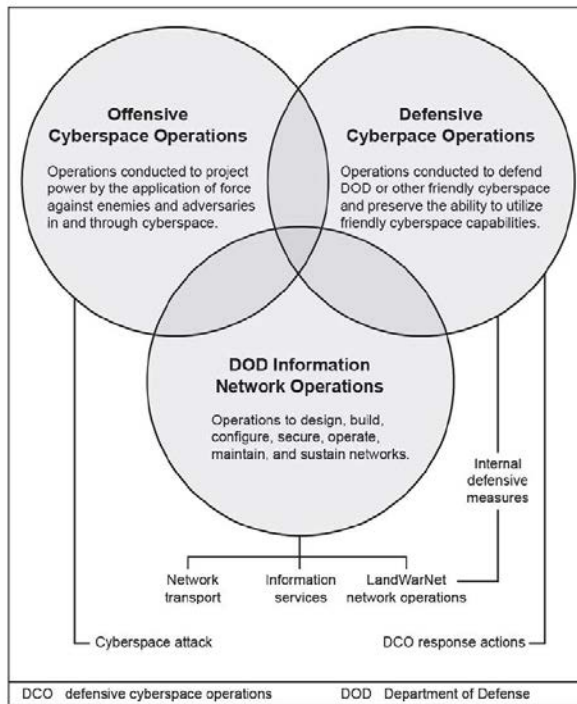 Offensive
Cyberspace Operations
Operations conducted to project
power by the application of force
against enemies and adversaries
in and through cyberspace.
Defensive
Cyberpace Operations
Operations conducted to defend
DOD or other friendly cyberspace
and preserve the ability to utilize
friendly cyberspace capabilities.
DOD Information
Network Operations
Operations to design, build,
configure, secure, operate,
maintain, and sustain networks.
Internal
defensive
measures
Network
transport
Information
services
LandWarNet
network operations
Cyberspace attack
DCO response actions
DCO defensive cyberspace operations
DOD Department of Defense